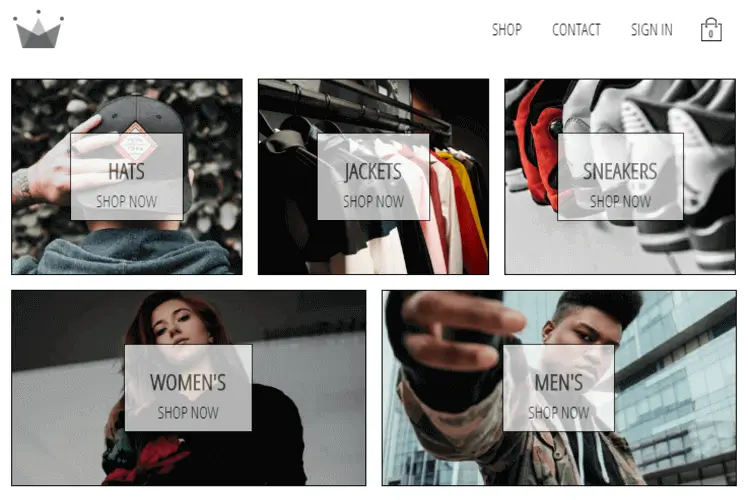 SHOP CONTACT SIGN IN 0
HATS
SHOP NOW
JACKETS
SHOP NOW
SNEAKERS
SHOP NOW
WOMEN'S
SHOP NOW
MEN'S
SHOP NOW